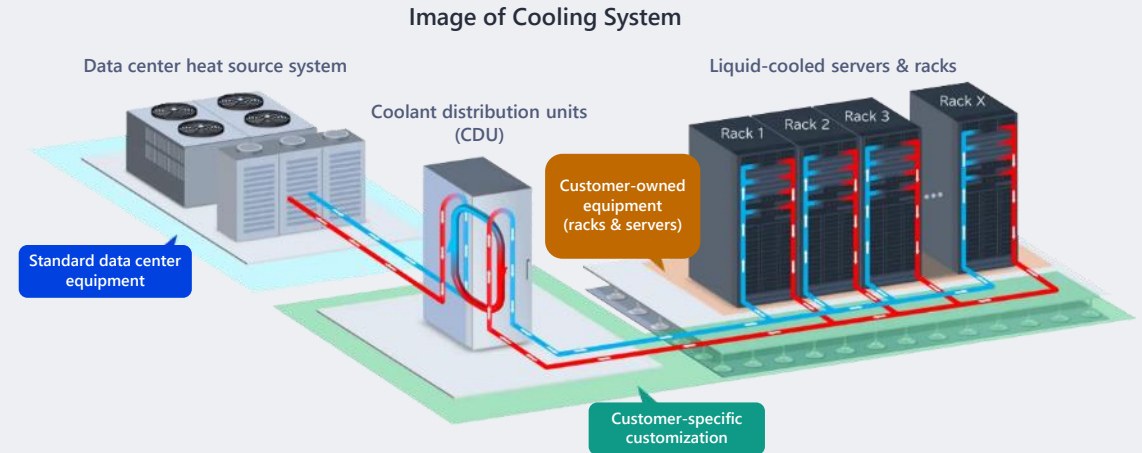 Image of Cooling System
Data center heat source system
Liquid-cooled servers & racks
Coolant distribution units
(CDU)
Rack 1
Rack 2
Rack 3
Rack X
Customer-owned
equipment
(racks & servers)
...
Standard data center
equipment
Customer-specific
customization